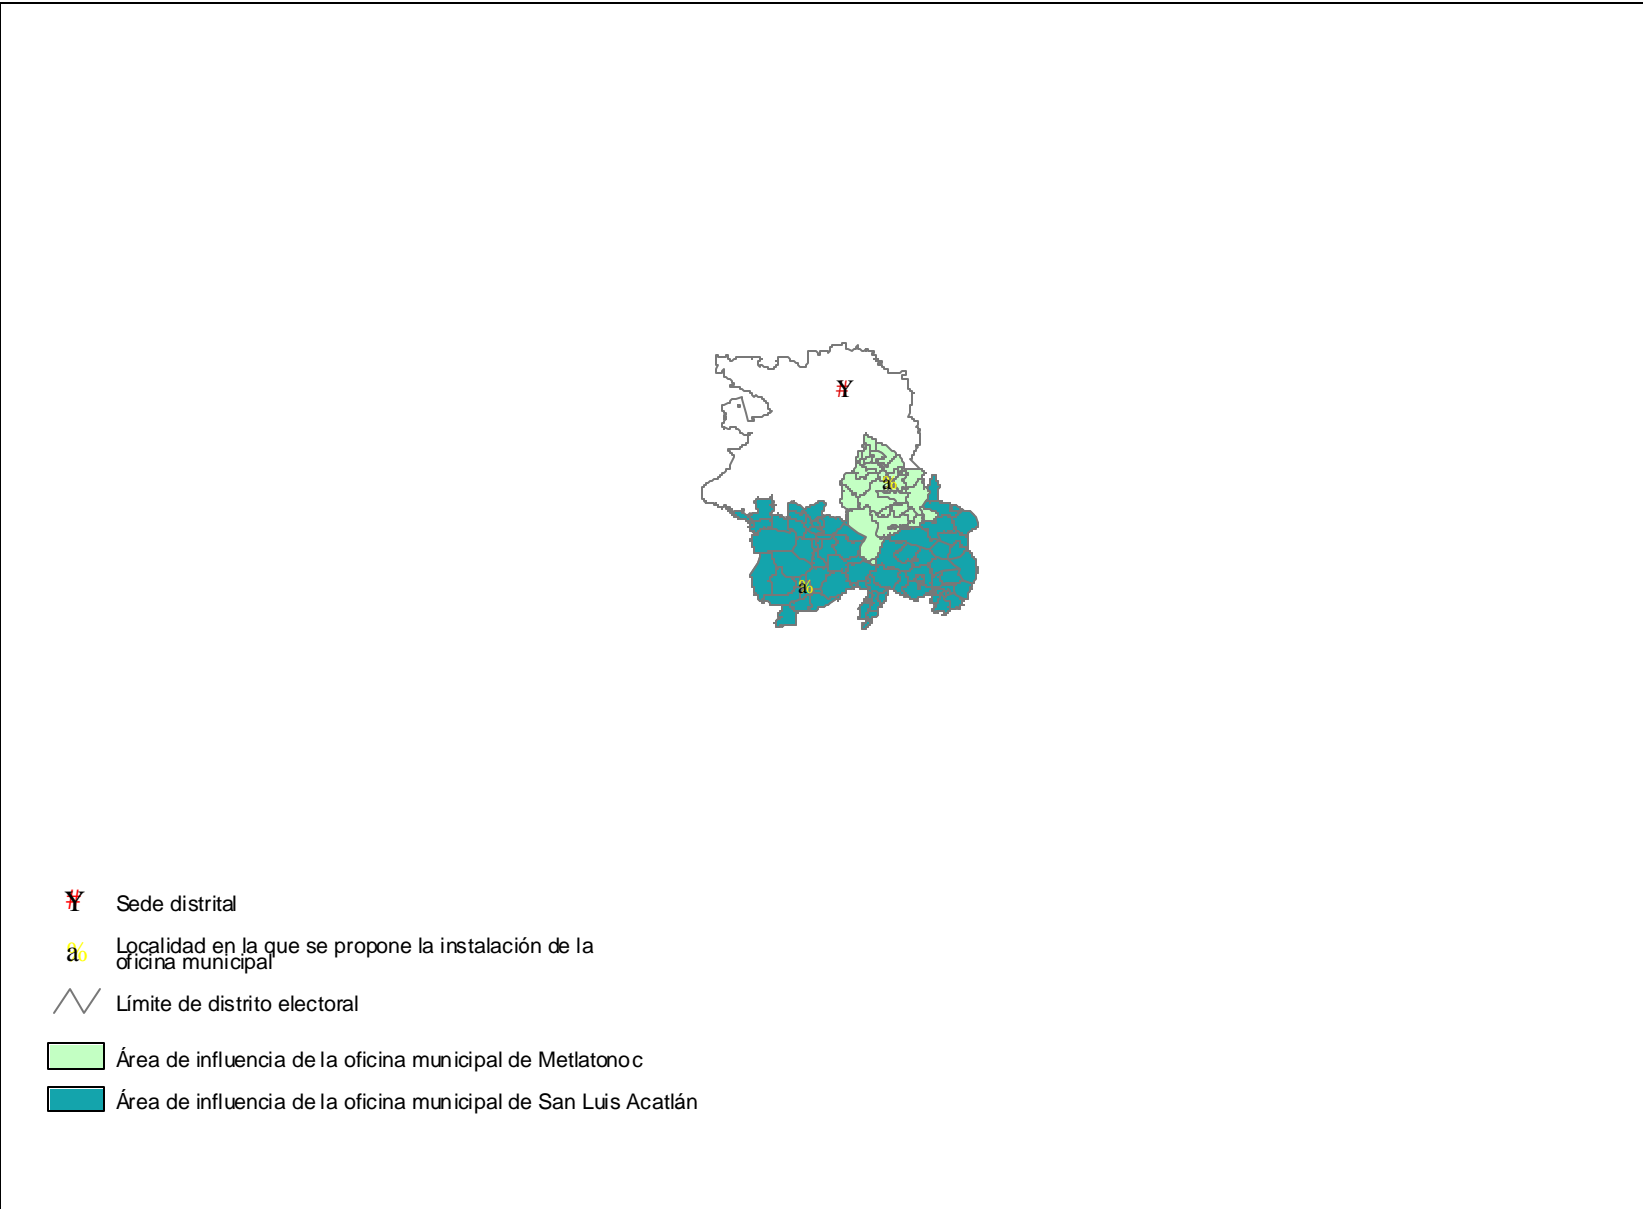 Sede distrital
Localidad en la que se propone la instalación de la
oficina municipal
Límite de distrito electoral
Área de influencia de la oficina municipal de Metlatonoc
Área de influencia de la oficina municipal de San Luis Acatlán